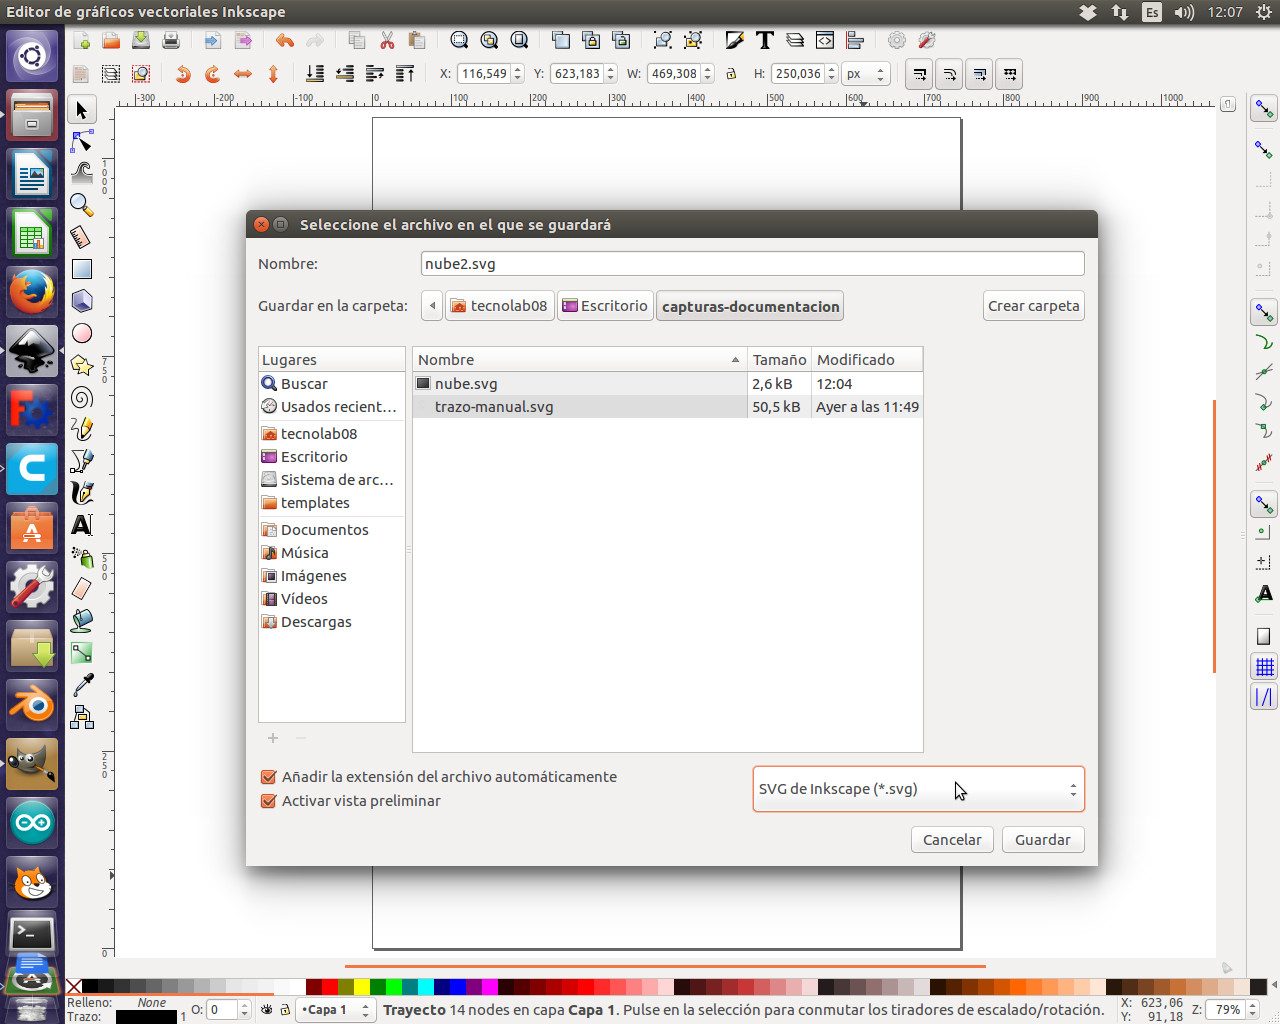 Editor de gráficos vectoriales Inkscape
Es
12:07
X: 116,549 Y: 623,183 W: 469,308 H: 250,036 px
-300 -200 -100 0 100 200 300 400 500 600 700 800 900 1000
1000
750
500
250
0
Seleccione el archivo en el que se guardará
Nombre: nube2.svg
Guardar en la carpeta: tecnolab08 Escritorio capturas-documentacion Crear carpeta
Lugares
Buscar
Usados recient...
tecnolab08
Escritorio
Sistema de arc...
templates
Documentos
Música
Imágenes
Vídeos
Descargas
Nombre Tamaño Modificado
nube.svg 2,6 kB 12:04
trazo-manual.svg 50,5 kB Ayer a las 11:49
Añadir la extensión del archivo automáticamente
Activar vista preliminar
SVG de Inkscape (*.svg)
Cancelar Guardar
Relleno: None
Trazo: 1
O: 0
•Capa 1
Trayecto 14 nodes en capa Capa 1. Pulse en la selección para conmutar los tiradores de escalado/rotación.
X: 623,06
Y: 91,18
Z: 79%